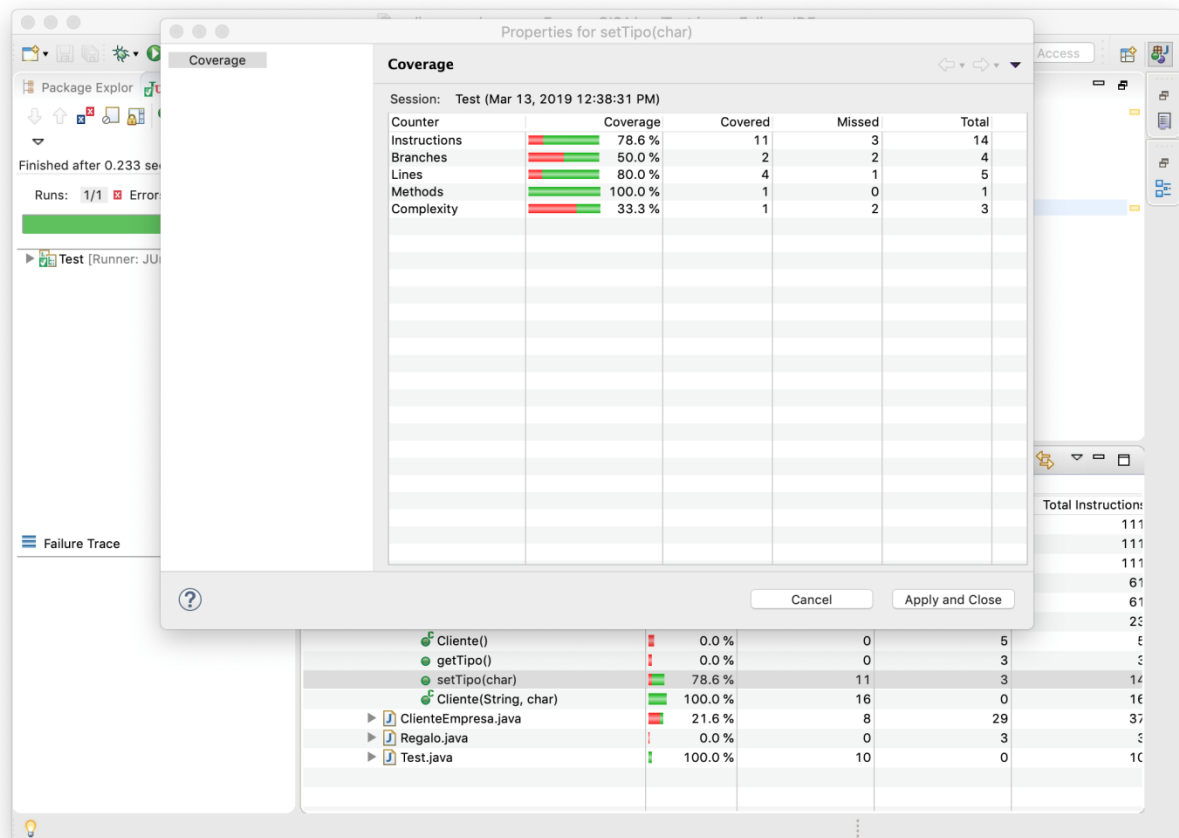 Properties for setTipo(char)
Access
Coverage
Coverage
Package Explor
Session: Test (Mar 13, 2019 12:38:31 PM)
Counter Coverage Covered Missed Total
Instructions 78.6 % 11 3 14
Branches 50.0 % 2 2 4
Lines 80.0 % 4 1 5
Methods 100.0 % 1 0 1
Complexity 33.3 % 1 2 3
Finished after 0.233 se
Runs: 1/1 Error
Test [Runner: JU
Failure Trace
Cancel Apply and Close
Total Instructions
111
111
111
61
61
23
Cliente() 0.0 % 0 5 5
getTipo() 0.0 % 0 3 3
setTipo(char) 78.6 % 11 3 14
Cliente(String, char) 100.0 % 16 0 16
ClienteEmpresa.java 21.6 % 8 29 37
Regalo.java 0.0 % 0 3 3
Test.java 100.0 % 10 0 10